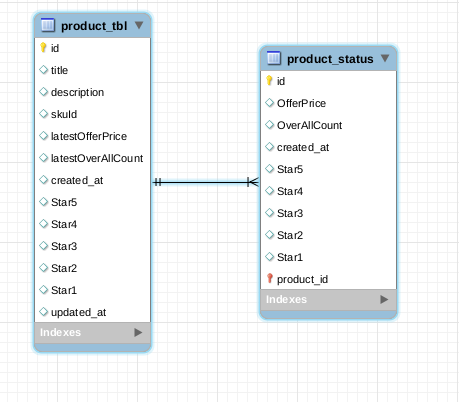 product_tbl
id
title
description
skuId
latestOfferPrice
latestOverAllCount
created_at
Star5
Star4
Star3
Star2
Star1
updated_at
Indexes
product_status
id
OfferPrice
OverAllCount
created_at
Star5
Star4
Star3
Star2
Star1
product_id
Indexes